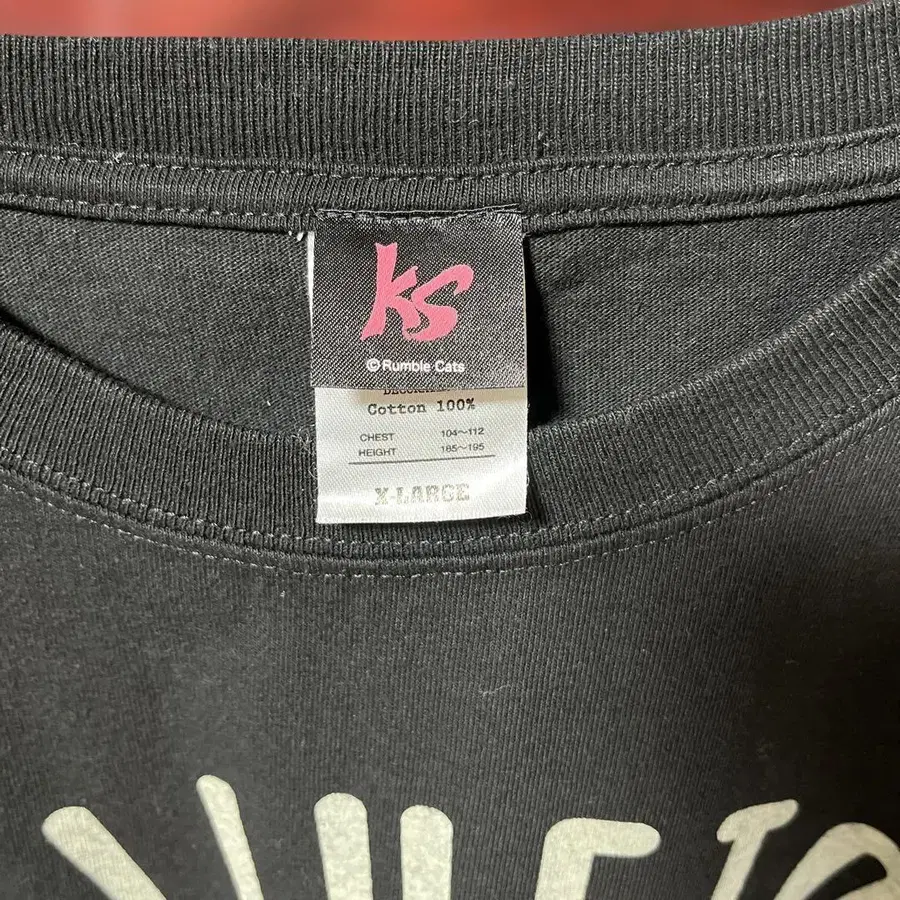 KS
© Rumble Cats
Cotton 100%
CHEST 104~112
HEIGHT 185~195
X-LARGE